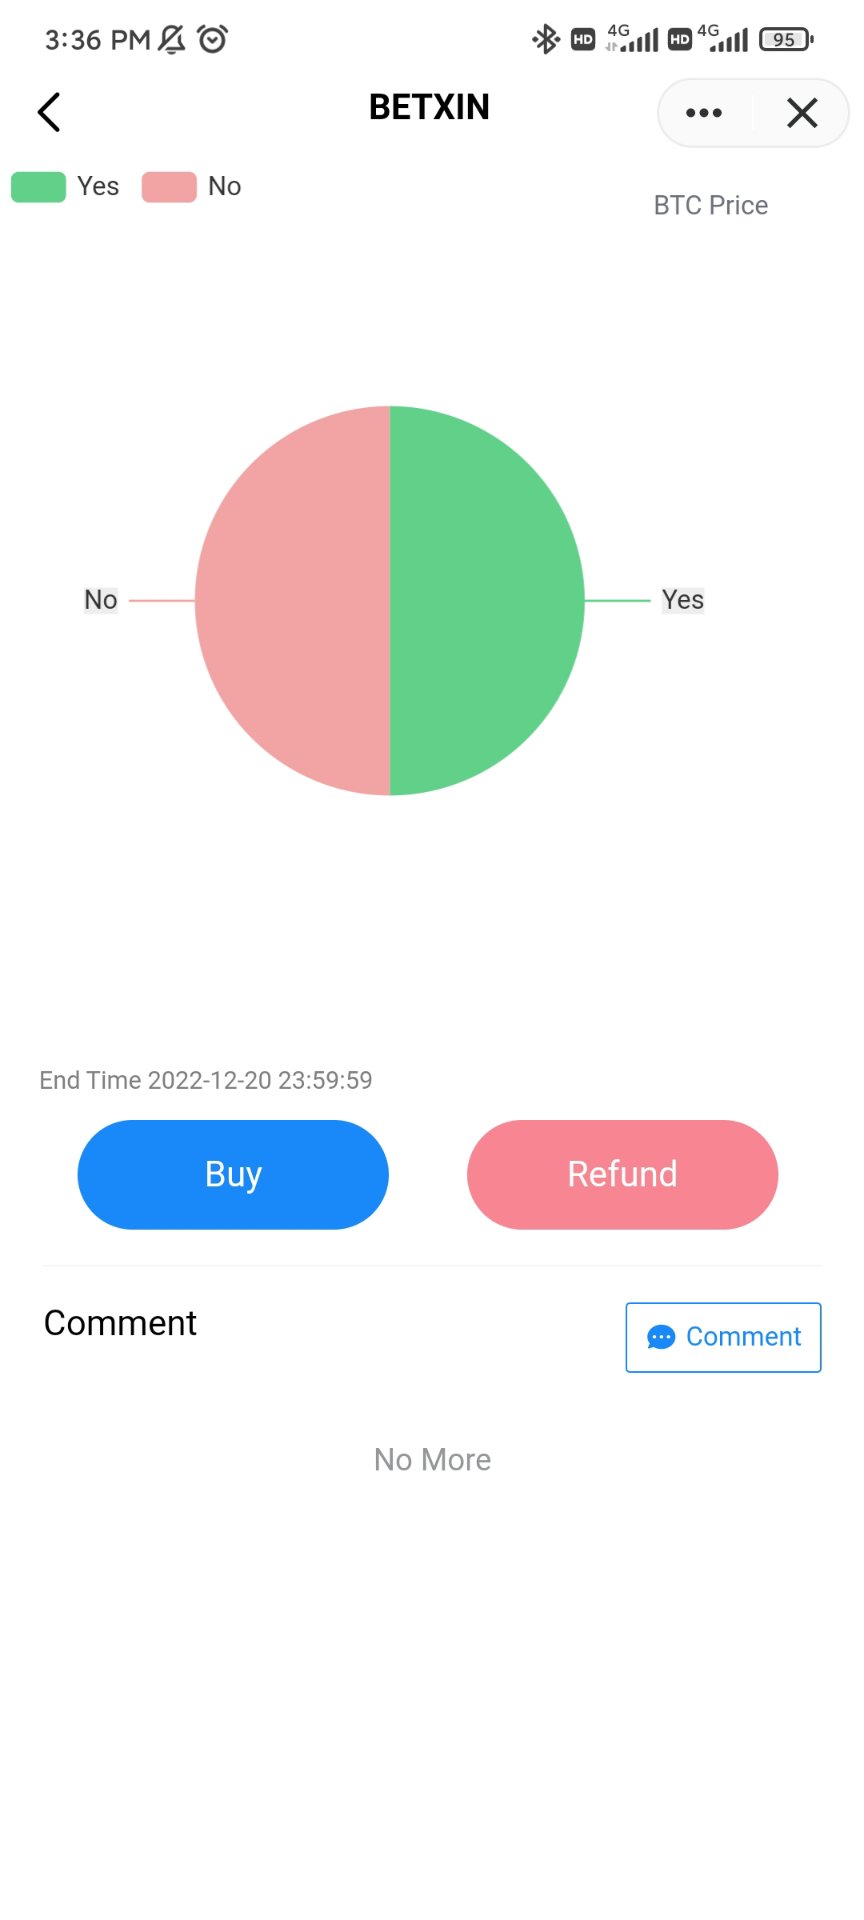 3:36 PM HD 4G HD 4G 95
BETXIN
Yes No
BTC Price
No Yes
End Time 2022-12-20 23:59:59
Buy Refund
Comment Comment
No More